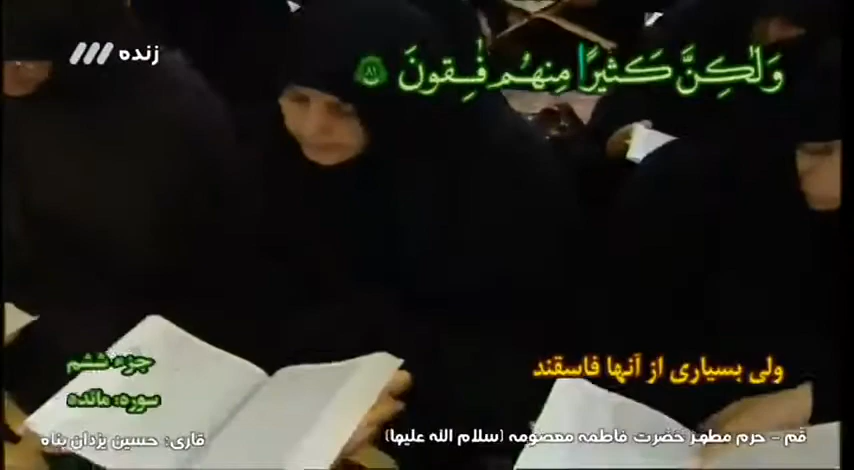 زنده
وَلَٰكِنَّ كَثِيرًا مِنْهُمْ فَٰسِقُونَ ﴿٨١﴾
ولی بسیاری از آنها فاسقند
جزء: ششم
سوره: مائده
قاری: حسین یزدان پناه
قم - حرم مطهر حضرت فاطمه معصومه (سلام الله علیها)